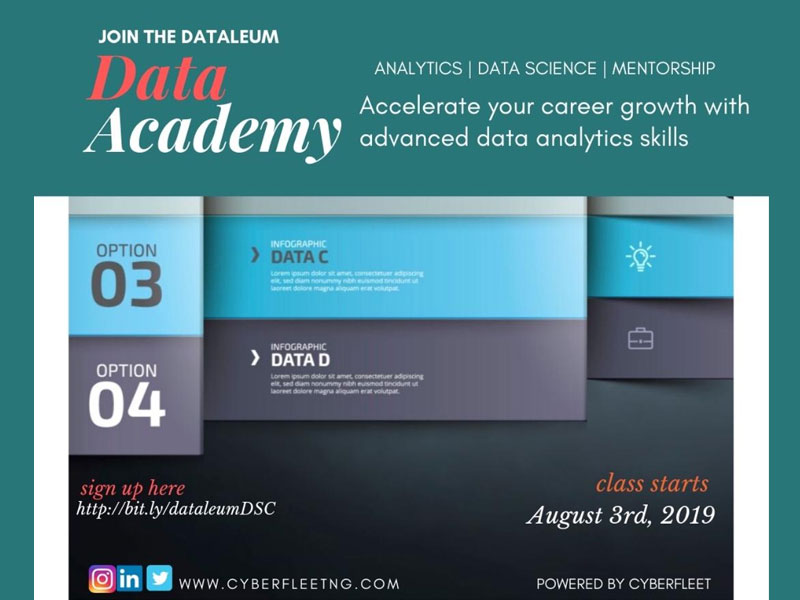 JOIN THE DATALEUM
Data
Academy
ANALYTICS | DATA SCIENCE | MENTORSHIP
Accelerate your career growth with
advanced data analytics skills
OPTION
03
INFOGRAPHIC
DATA C
Lorem ipsum dolor sit amet, consectetuer adipiscing
elit, sed diam nonummy nibh euismod tincidunt ut
laoreet dolore magna aliquam erat volutpat.
OPTION
04
INFOGRAPHIC
DATA D
Lorem ipsum dolor sit amet, consectetuer adipiscing
elit, sed diam nonummy nibh euismod tincidunt ut
laoreet dolore magna aliquam erat volutpat.
sign up here
http://bit.ly/dataleumDSC
class starts
August 3rd, 2019
in
WWW.CYBERFLEETNG.COM
POWERED BY CYBERFLEET